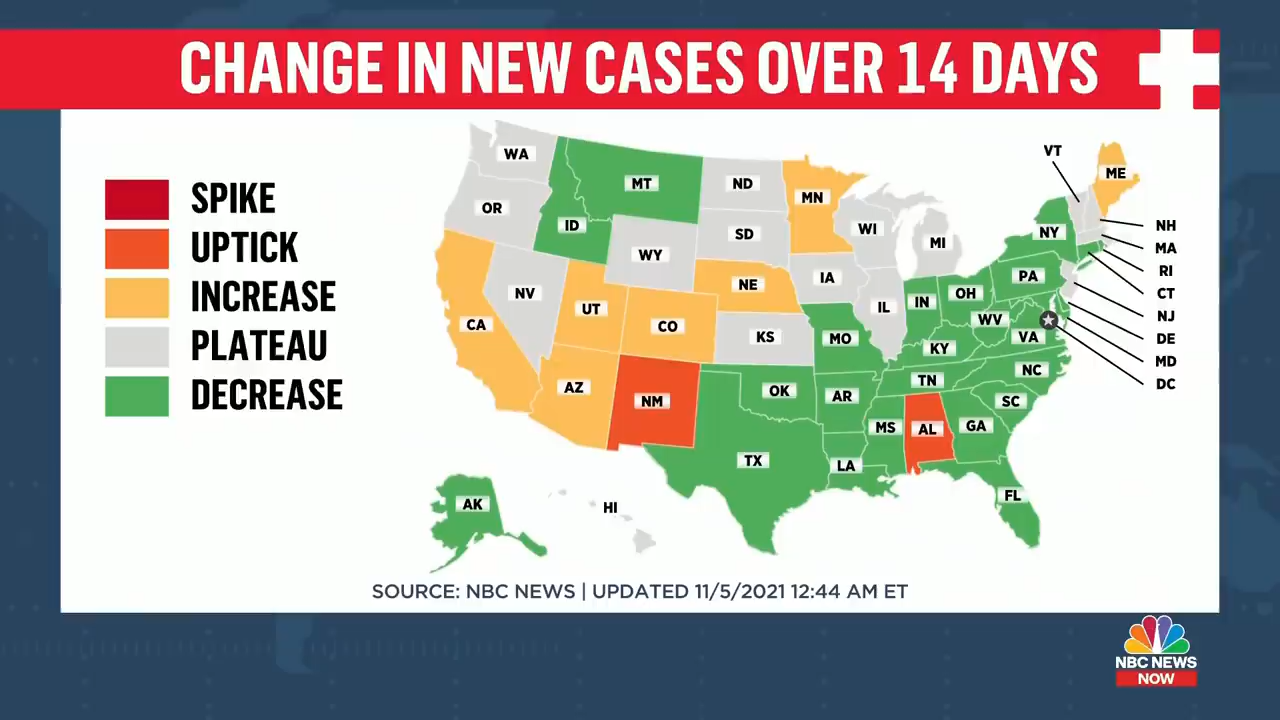 CHANGE IN NEW CASES OVER 14 DAYS
SPIKE
UPTICK
INCREASE
PLATEAU
DECREASE
WA
OR
CA
NV
ID
MT
WY
UT
CO
AZ
NM
ND
SD
NE
KS
OK
TX
MN
IA
MO
AR
LA
WI
IL
MI
IN
OH
KY
TN
MS
AL
GA
FL
SC
NC
VA
WV
PA
NY
VT
ME
NH
MA
RI
CT
NJ
DE
MD
DC
AK
HI
SOURCE: NBC NEWS | UPDATED 11/5/2021 12:44 AM ET
NBC NEWS
NOW